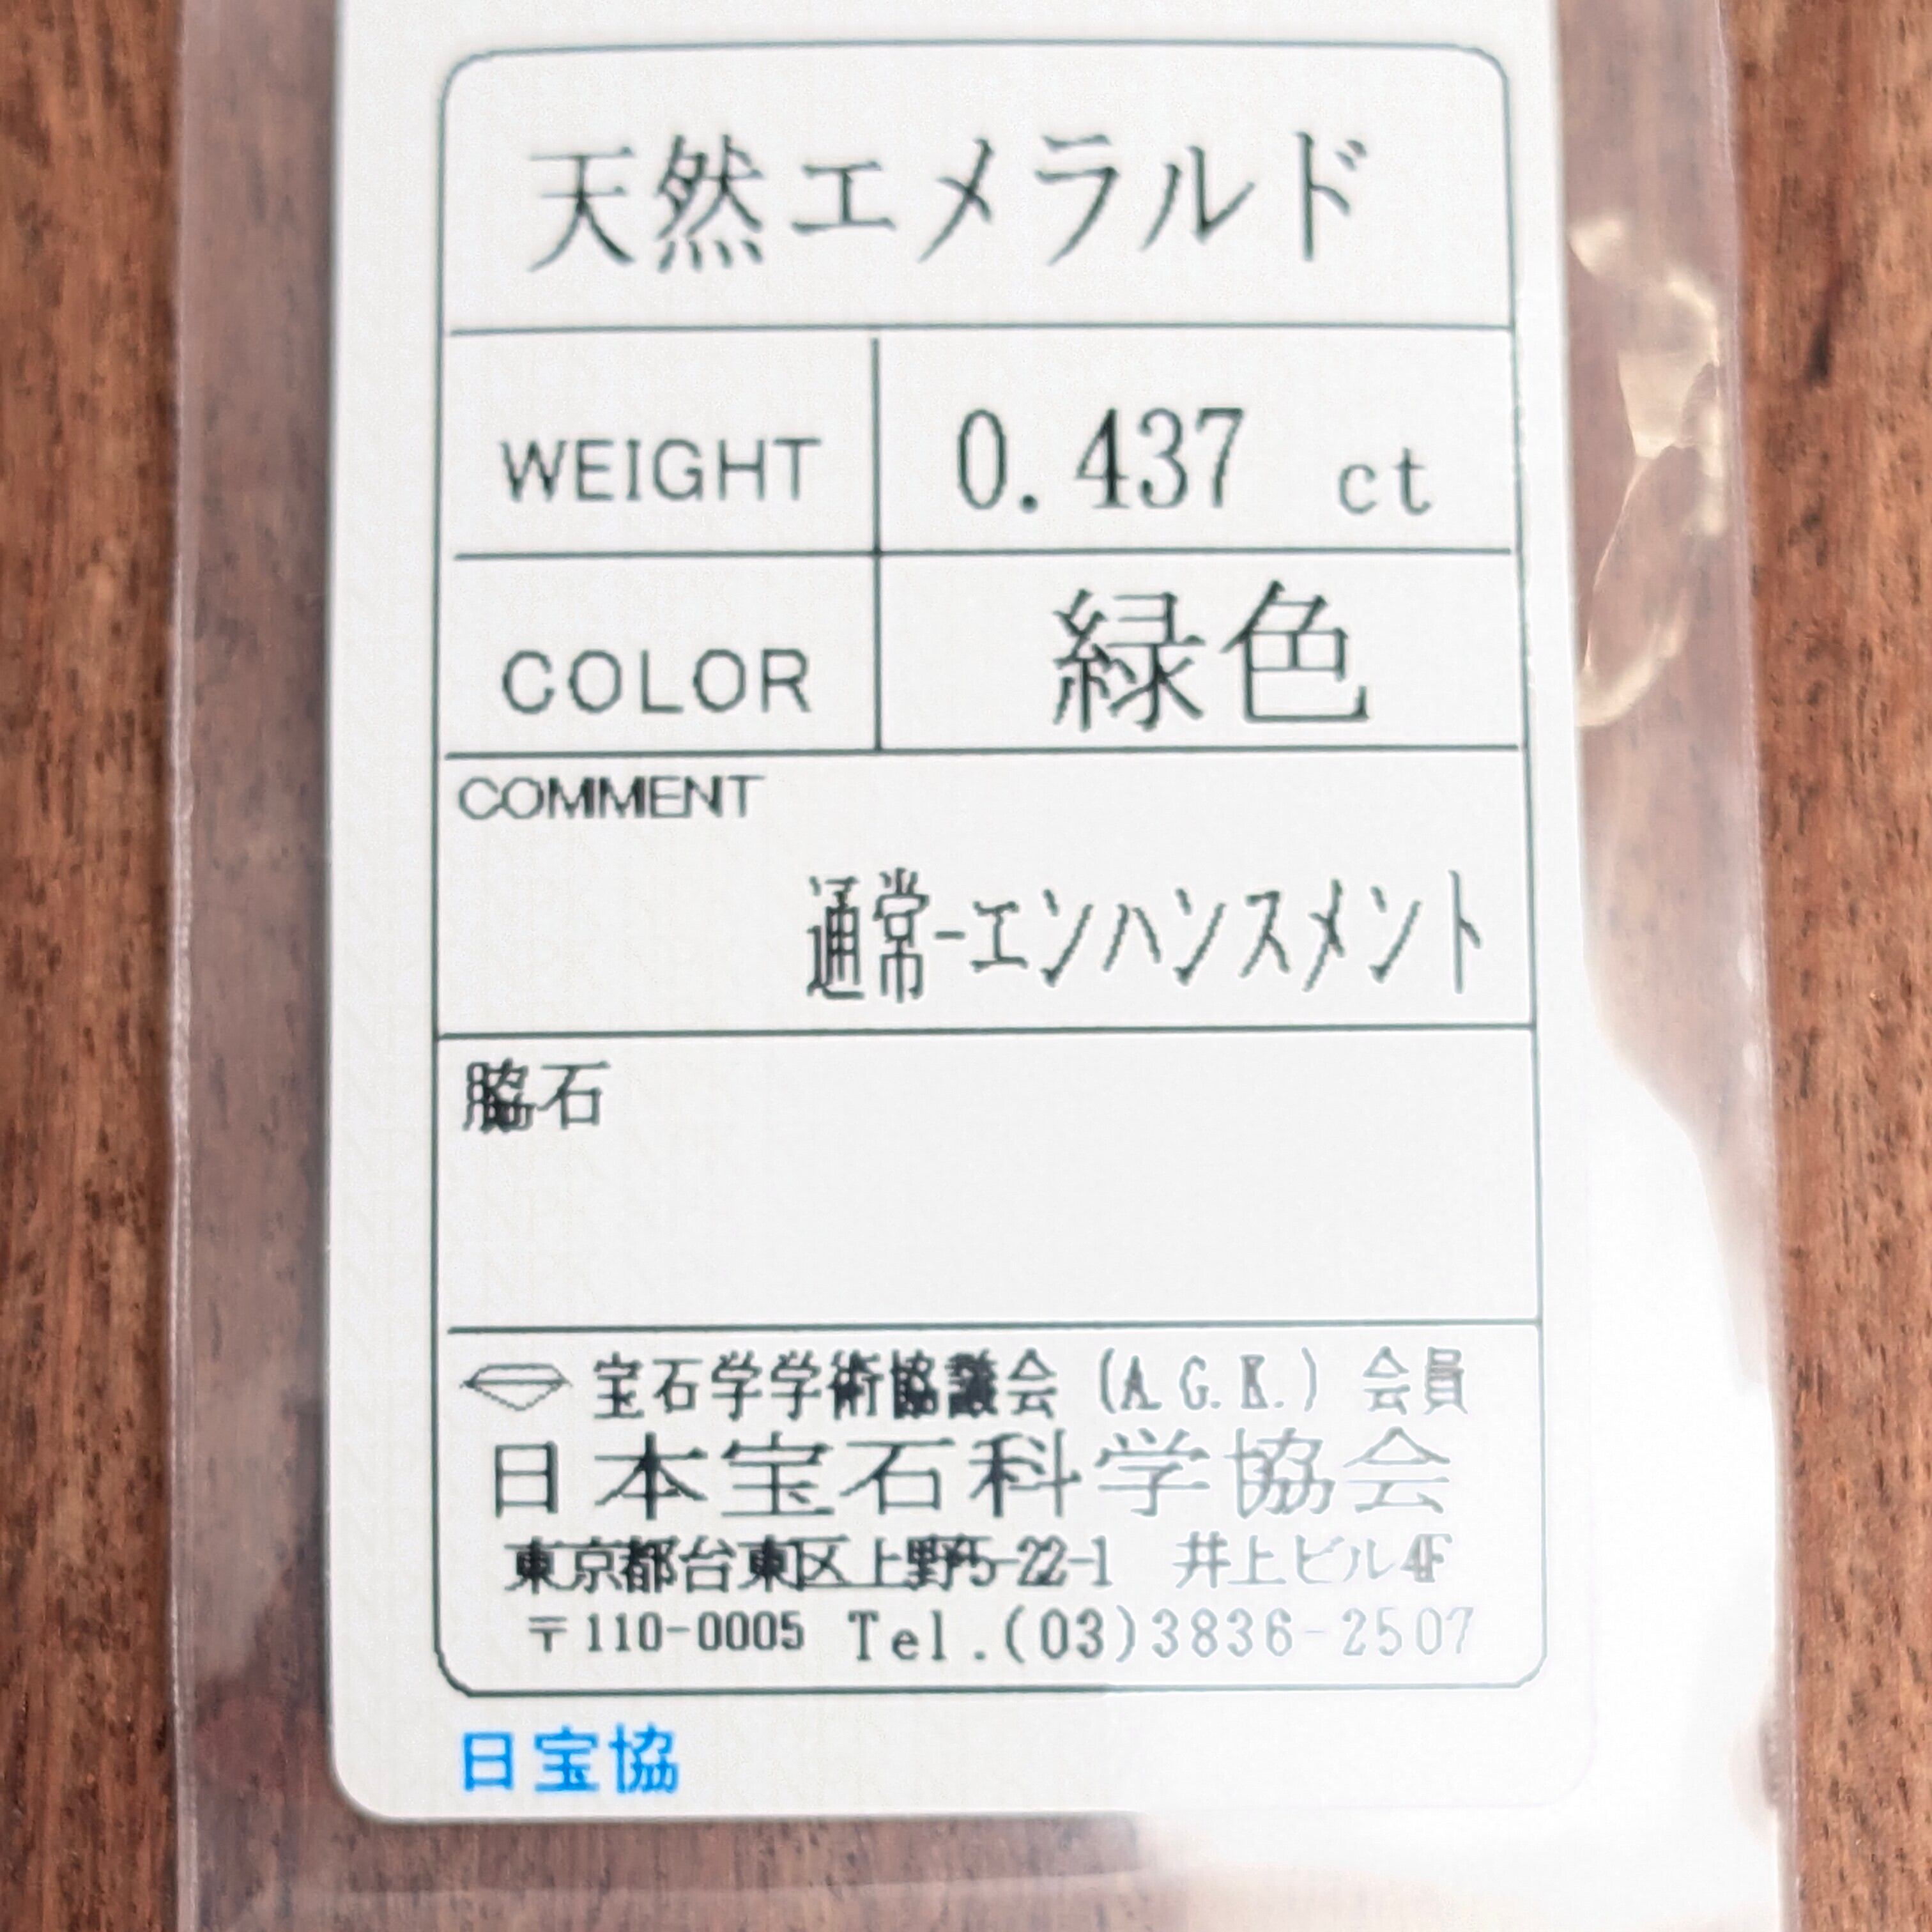 天然エメラルド
WEIGHT 0.437 ct
COLOR 緑色
COMMENT
通常-エンハンスメント
脇石
宝石学学術協議会 (A.G.K.) 会員
日本宝石科学協会
東京都台東区上野5-22-1 井上ビル4F
〒110-0005 Tel.(03)3836-2507
日宝協